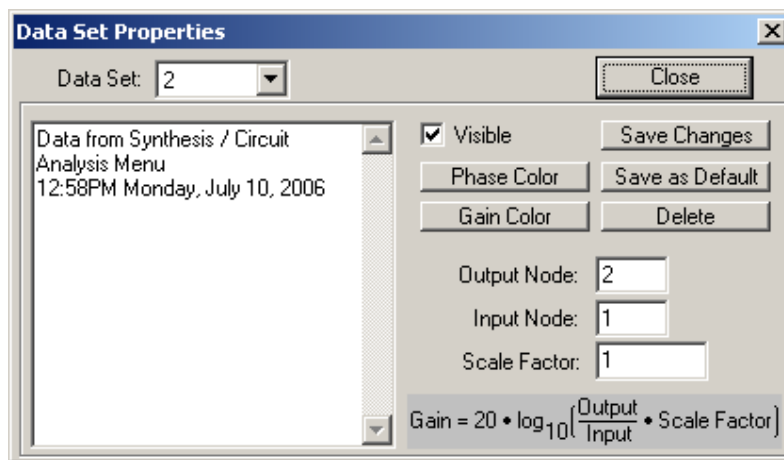 Data Set Properties
Data Set: 2 Close
Data from Synthesis / Circuit
Analysis Menu
12:58PM Monday, July 10, 2006
Visible Save Changes
Phase Color Save as Default
Gain Color Delete
Output Node: 2
Input Node: 1
Scale Factor: 1
Gain = 20 • log10(Output/Input • Scale Factor)